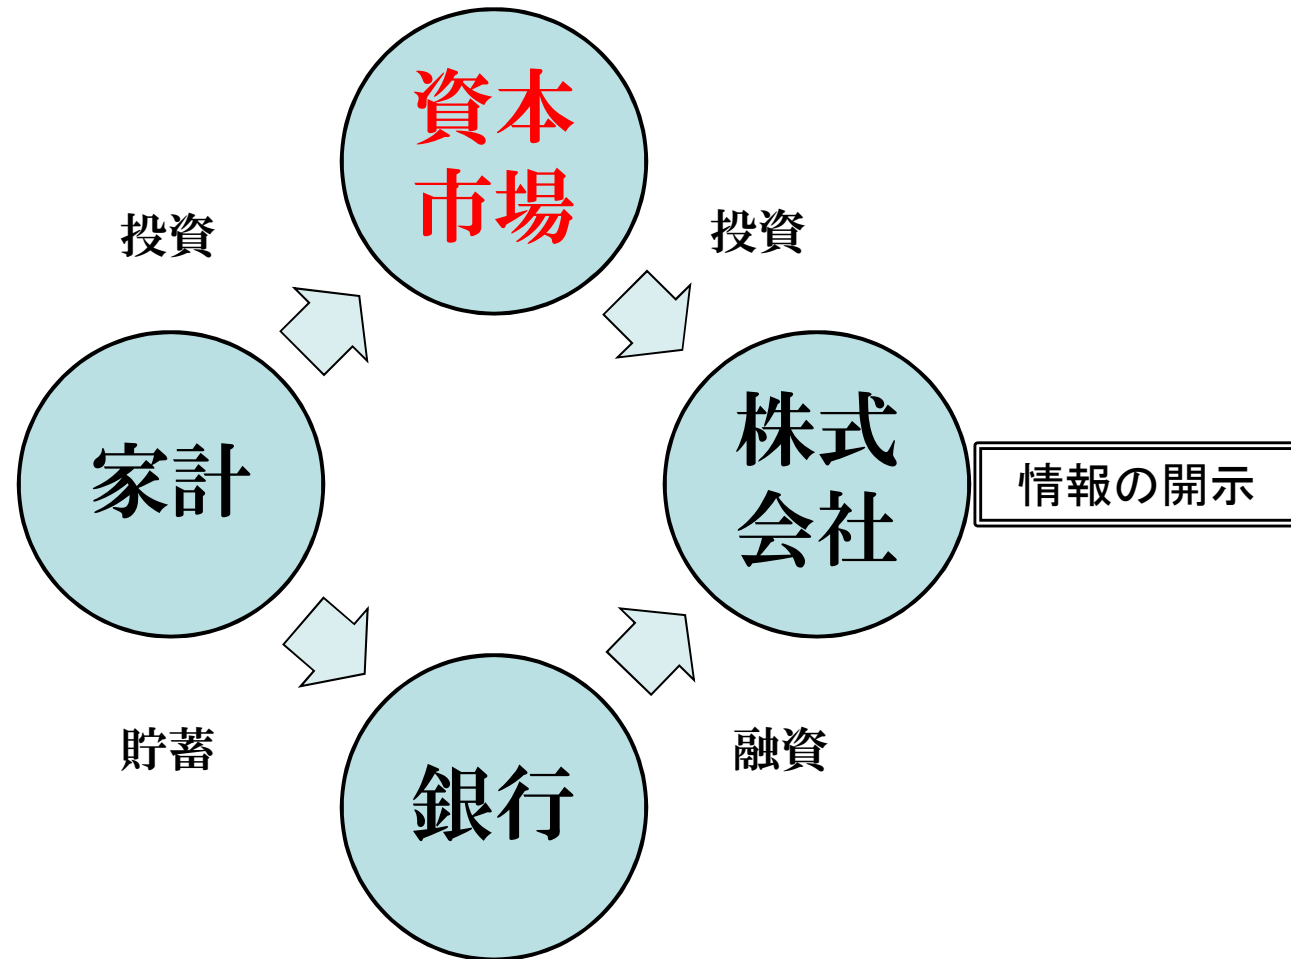 資本
市場
投資
投資
家計
株式
会社
情報の開示
貯蓄
融資
銀行